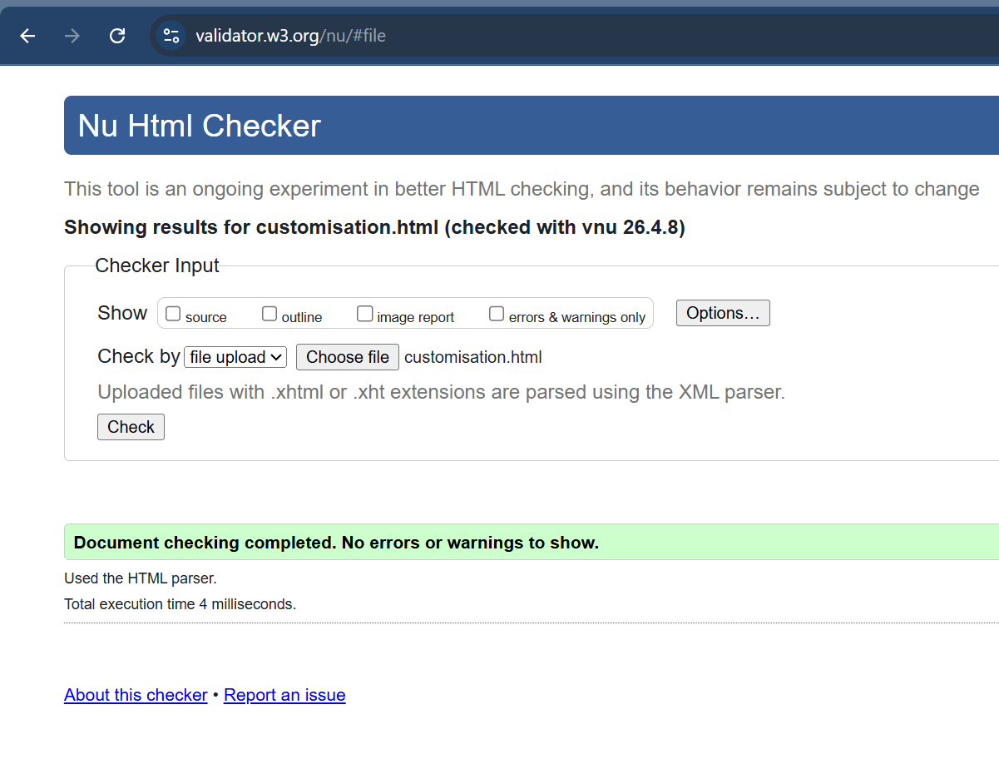 validator.w3.org/nu/#file
Nu Html Checker
This tool is an ongoing experiment in better HTML checking, and its behavior remains subject to change
Showing results for customisation.html (checked with vnu 26.4.8)
Checker Input
Show source outline image report errors & warnings only Options…
Check by file upload Choose file customisation.html
Uploaded files with .xhtml or .xht extensions are parsed using the XML parser.
Check
Document checking completed. No errors or warnings to show.
Used the HTML parser.
Total execution time 4 milliseconds.
About this checker • Report an issue